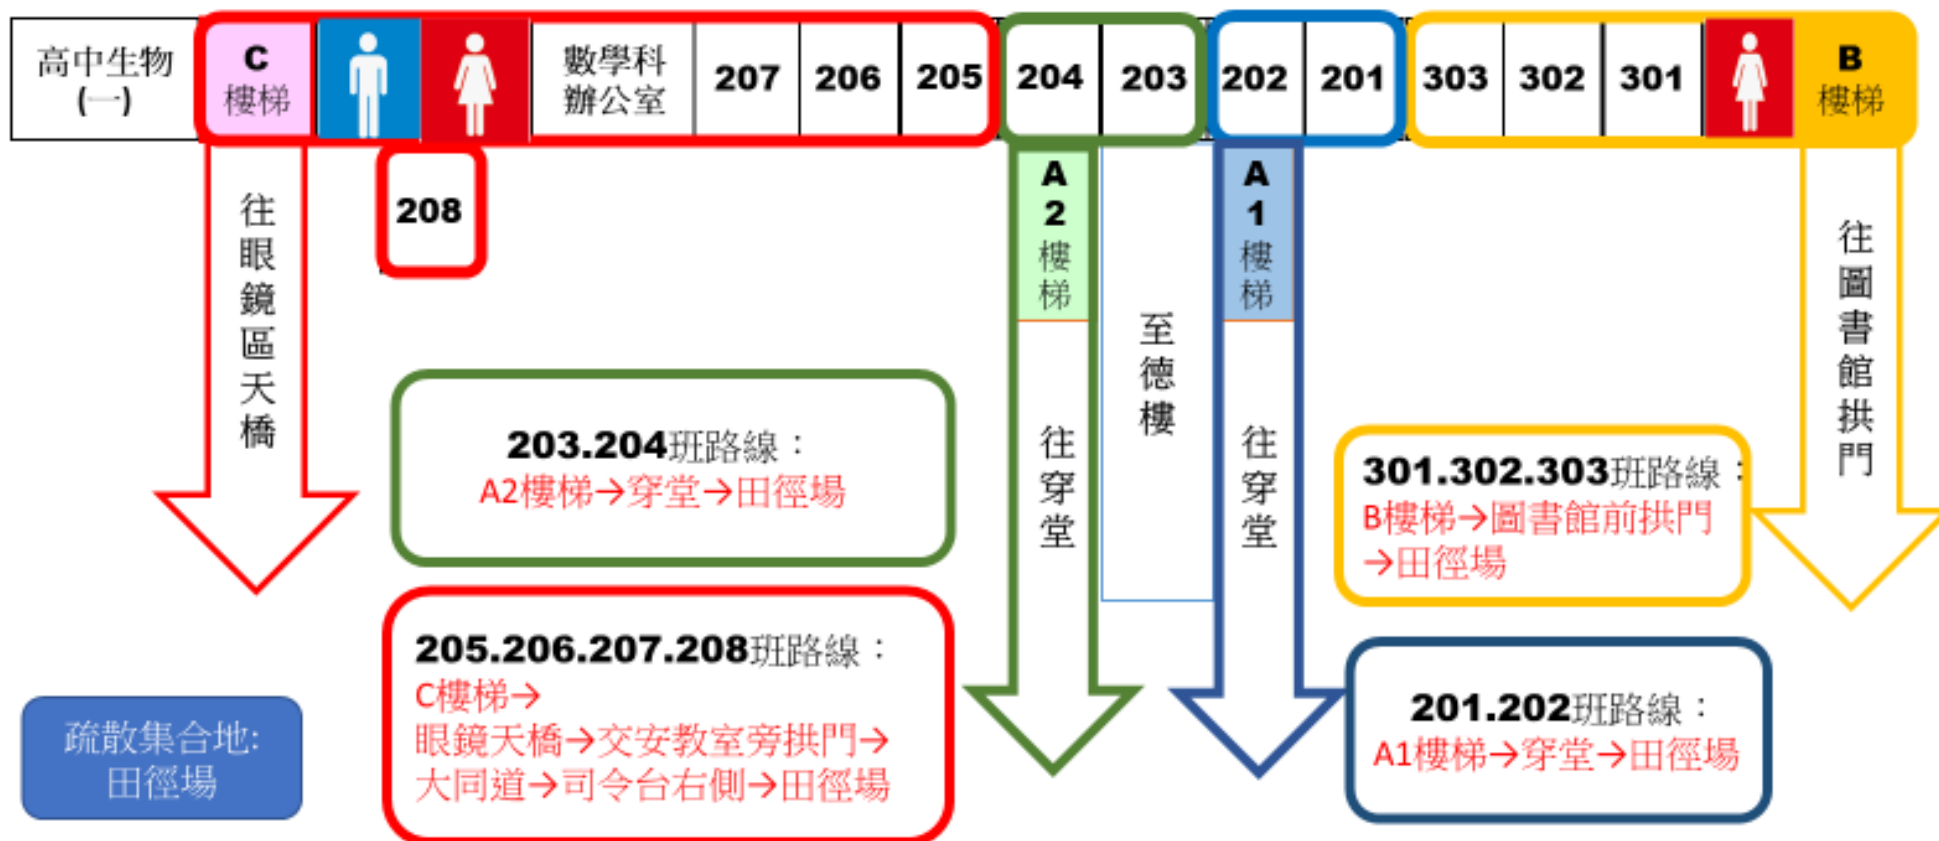 高中生物
(一)
C
樓梯
數學科
辦公室
207
206
205
204
203
202
201
303
302
301
B
樓梯
208
往眼鏡區天橋
A2樓梯
往穿堂
至德樓
A1樓梯
往穿堂
往圖書館拱門
203.204班路線：
A2樓梯→穿堂→田徑場
301.302.303班路線：
B樓梯→圖書館前拱門
→田徑場
205.206.207.208班路線：
C樓梯→
眼鏡天橋→交安教室旁拱門→
大同道→司令台右側→田徑場
201.202班路線：
A1樓梯→穿堂→田徑場
疏散集合地:
田徑場